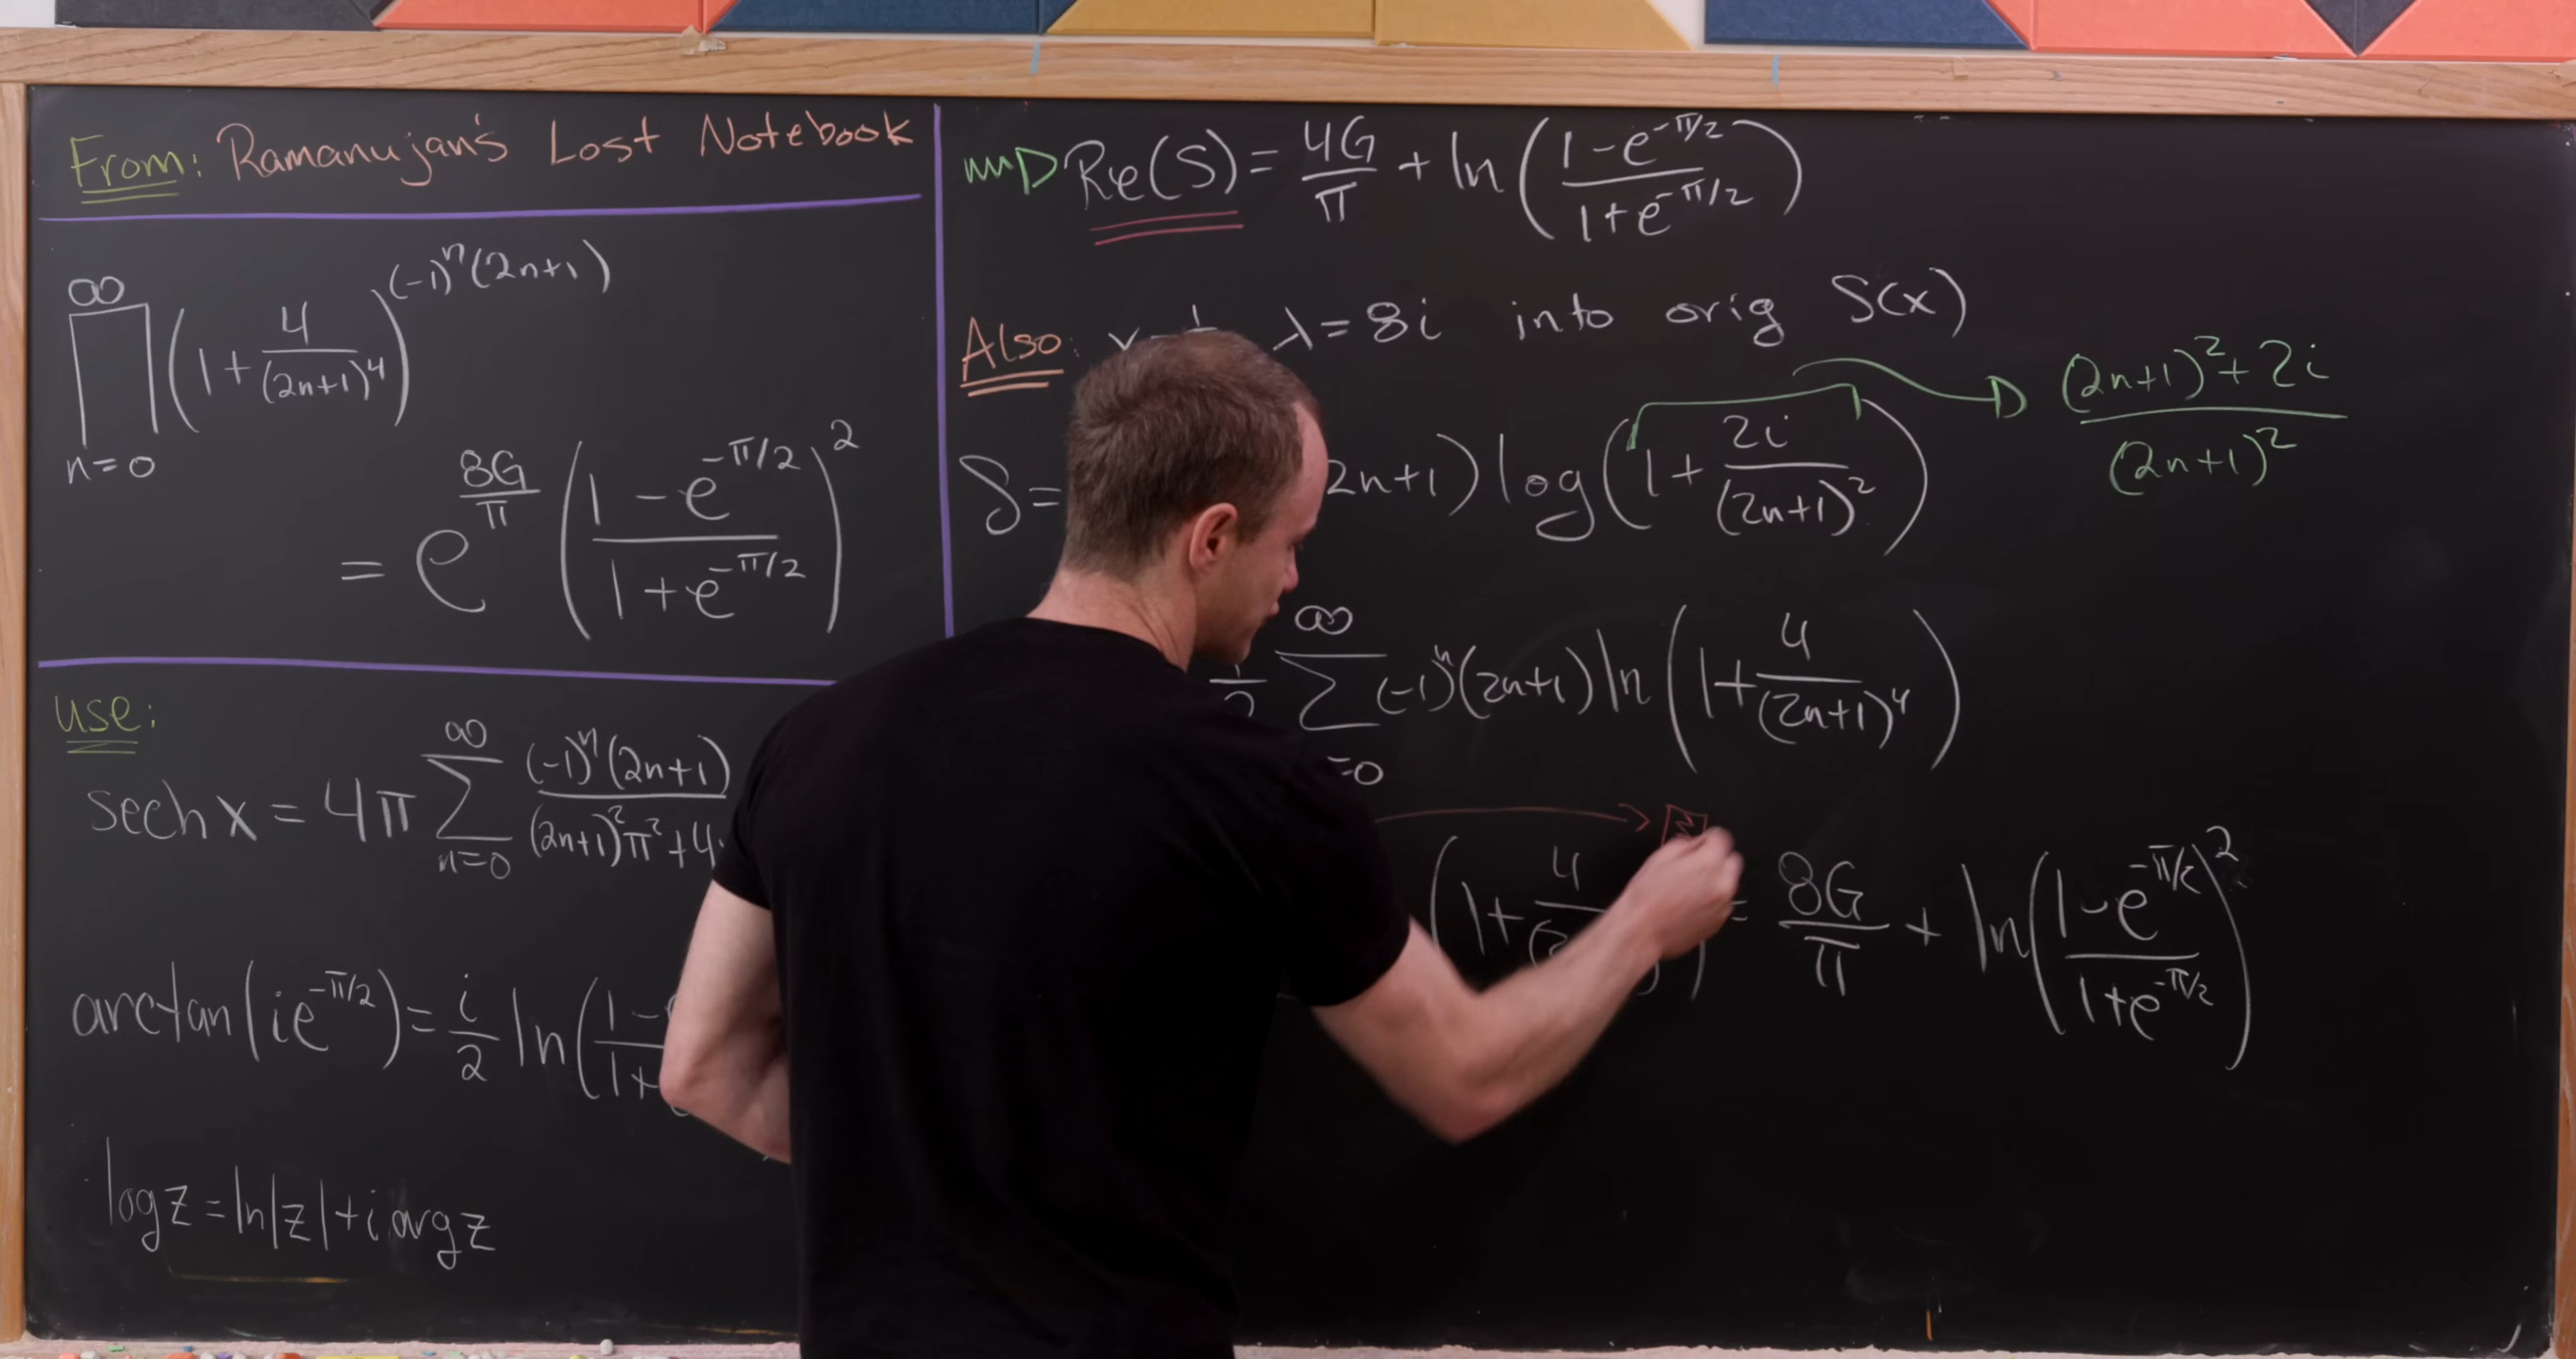 From: Ramanujan's Lost Notebook
∞
∏ (1 + 4/(2n+1)^4)^((-1)^n (2n+1))
n=0
= e^(8G/π) ((1 - e^(-π/2))/(1 + e^(-π/2)))^2
use:
sech x = 4π ∑_{n=0}^{∞} (-1)^n (2n+1)/((2n+1)^2 π^2 + 4
arctan(ie^(-π/2)) = i/2 ln(1-/1+
log z = ln|z| + i arg z
Re(S) = 4G/π + ln((1 - e^(-π/2))/(1 + e^(-π/2)))
Also: λ = 8i into orig S(x)
S = 2n+1) log(1 + 2i/(2n+1)^2) ((2n+1)^2 + 2i)/(2n+1)^2
∞
∑ (-1)^n (2n+1) ln(1 + 4/(2n+1)^4)
=0
(1 + 4/(2 ) = 8G/π + ln((1 - e^(-π/2))/(1 + e^(-π/2)))^2